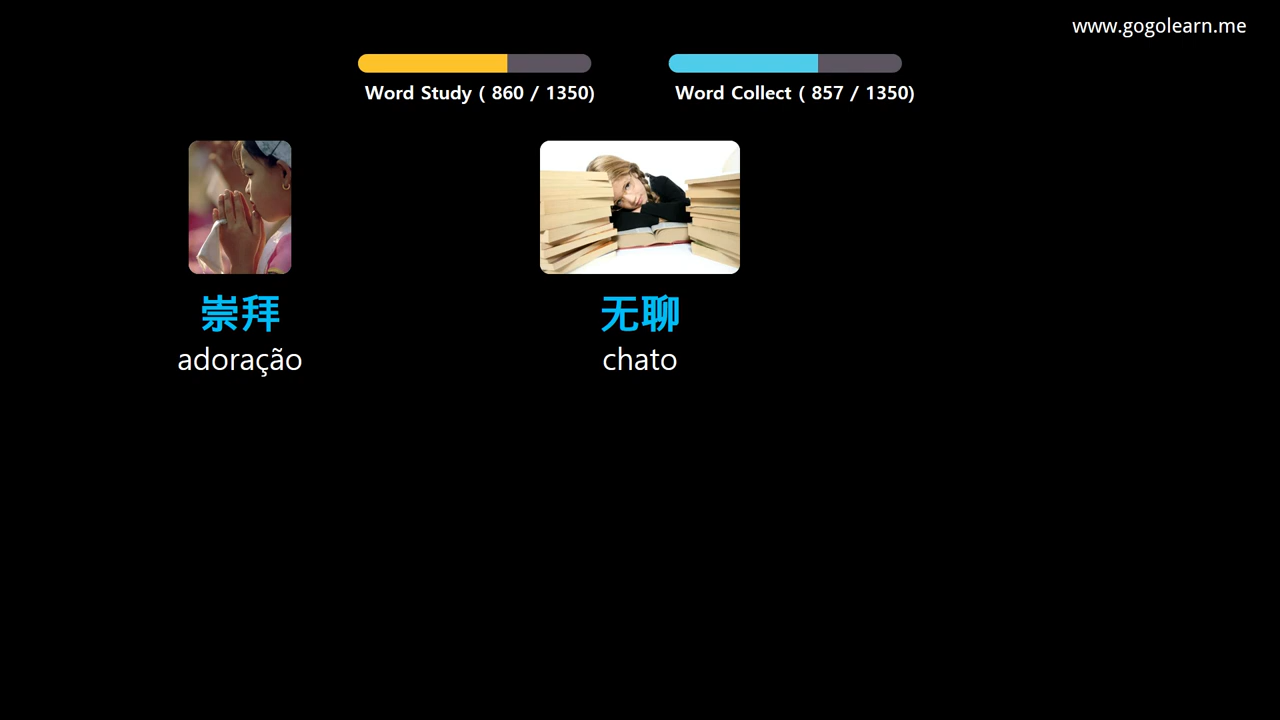 www.gogolearn.me
Word Study ( 860 / 1350)
Word Collect ( 857 / 1350)
崇拜
无聊
adoração
chato